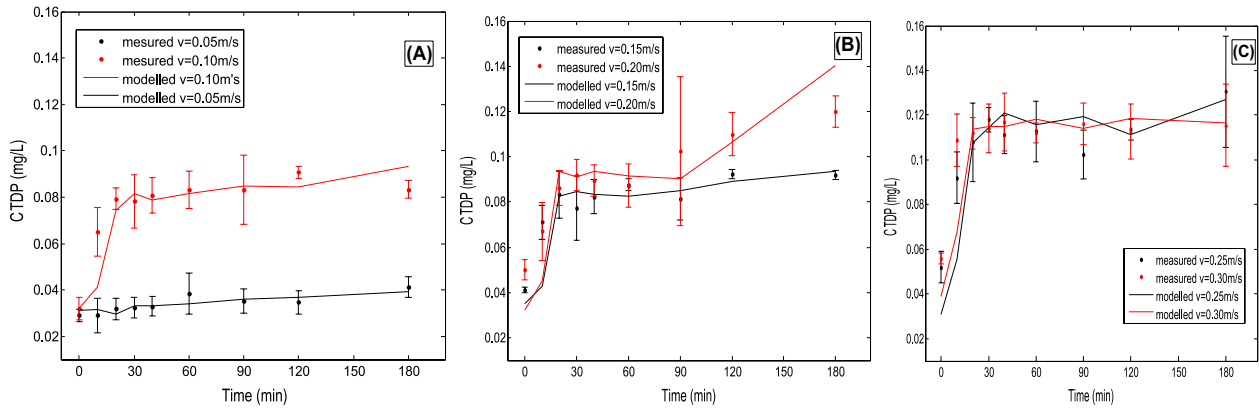 (A)
mesured v=0.05m/s
mesured v=0.10m/s
modelled v=0.10m's
modelled v=0.05m/s
CTDP (mg/L)
0.16
0.14
0.12
0.1
0.08
0.06
0.04
0.02
0 30 60 90 120 150 180
Time (min)
(B)
measured v=0.15m/s
measured v=0.20m/s
modelled v=0.15m/s
modelled v=0.20m/s
CTDP (mg/L)
0.16
0.14
0.12
0.1
0.08
0.06
0.04
0.02
0 30 60 90 120 150 180
Time (min)
(C)
CTDP (mg/L)
0.16
0.14
0.12
0.1
0.08
0.06
0.04
0.02
measured v=0.25m/s
measured v=0.30m/s
modelled v=0.25m/s
modelled v=0.30m/s
0 30 60 90 120 150 180
Time (min)